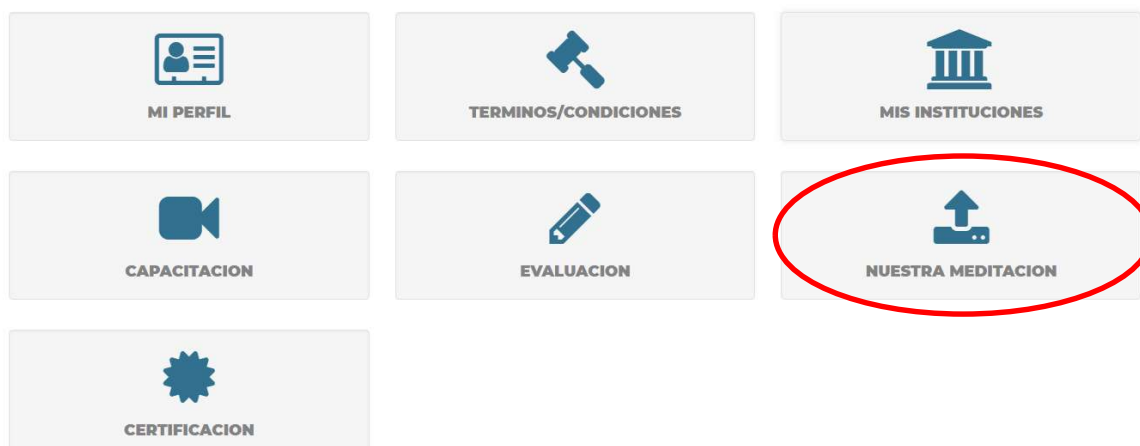 MI PERFIL
TERMINOS/CONDICIONES
MIS INSTITUCIONES
CAPACITACION
EVALUACION
NUESTRA MEDITACION
CERTIFICACION